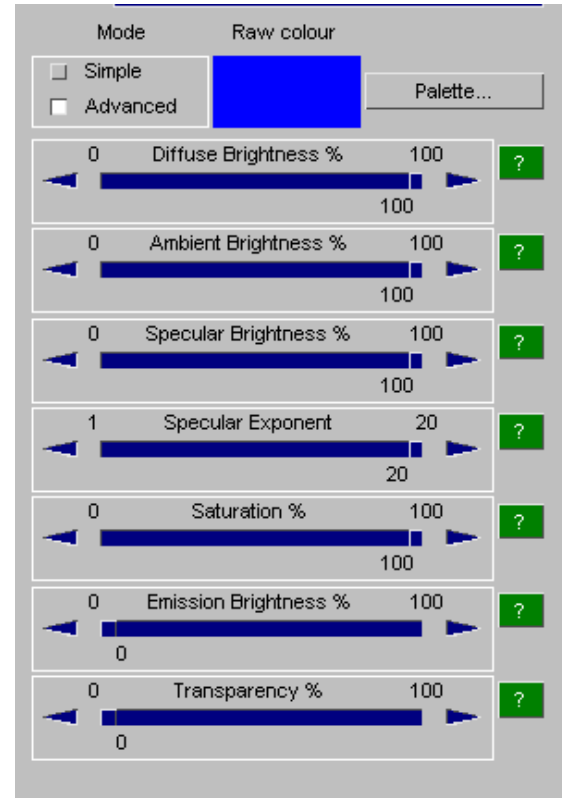 Mode Raw colour
Simple
Palette...
Advanced
0 Diffuse Brightness % 100 ?
100
0 Ambient Brightness % 100 ?
100
0 Specular Brightness % 100 ?
100
1 Specular Exponent 20 ?
20
0 Saturation % 100 ?
100
0 Emission Brightness % 100 ?
0
0 Transparency % 100 ?
0